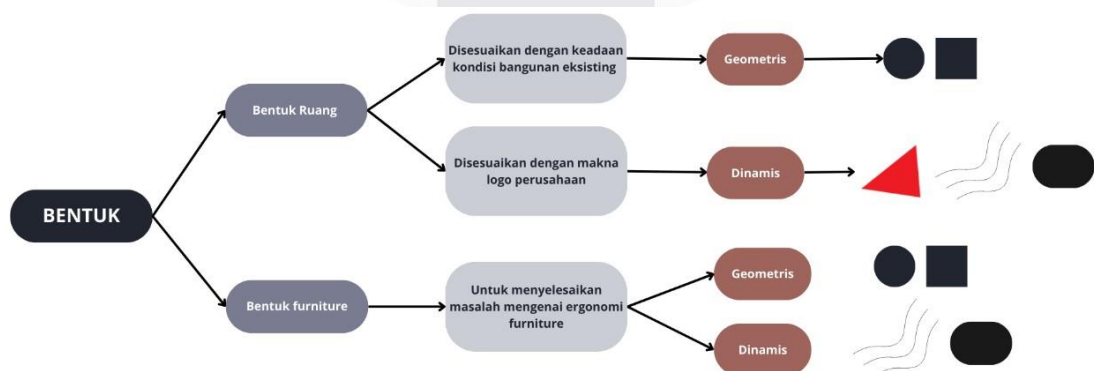 Disesuaikan dengan keadaan
kondisi bangunan eksisting
Geometris
Bentuk Ruang
Disesuaikan dengan makna
logo perusahaan
Dinamis
BENTUK
Bentuk furniture
Untuk menyelesaikan
masalah mengenai ergonomi
furniture
Geometris
Dinamis